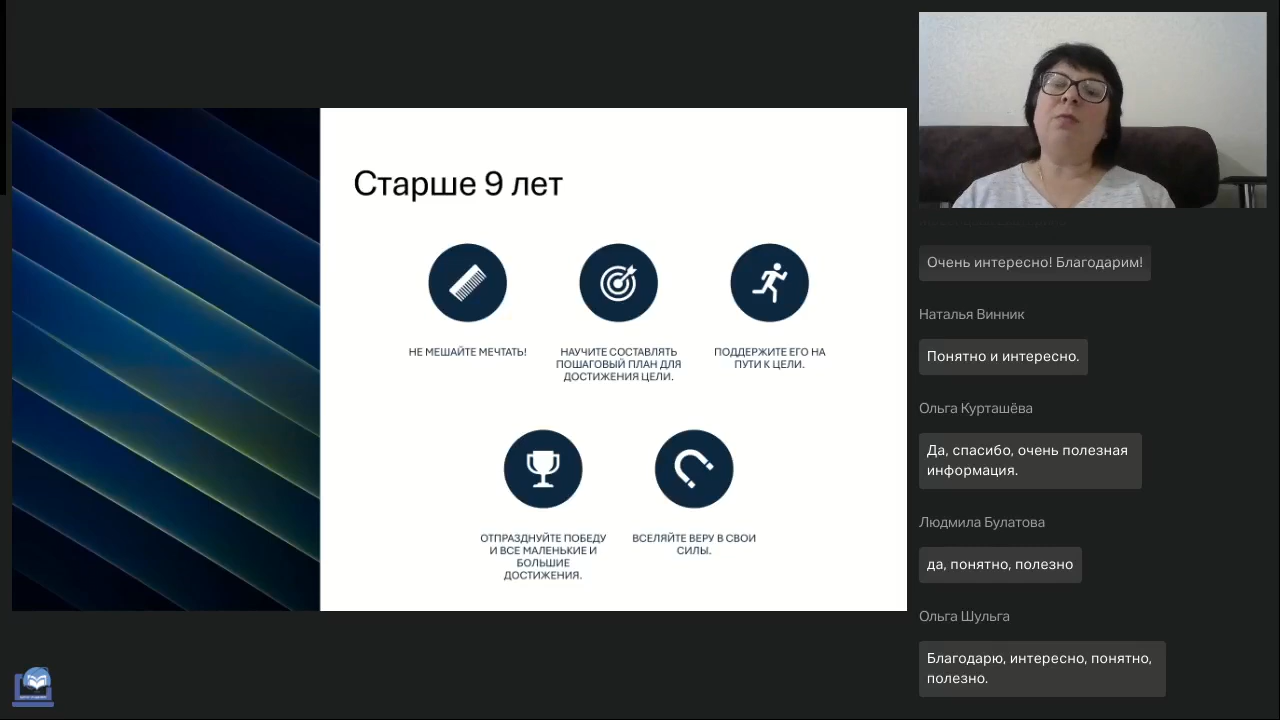 Старше 9 лет
НЕ МЕШАЙТЕ МЕЧТАТЬ!
НАУЧИТЕ СОСТАВЛЯТЬ
ПОШАГОВЫЙ ПЛАН ДЛЯ
ДОСТИЖЕНИЯ ЦЕЛИ.
ПОДДЕРЖИТЕ ЕГО НА
ПУТИ К ЦЕЛИ.
ОТПРАЗДНУЙТЕ ПОБЕДУ
И ВСЕ МАЛЕНЬКИЕ И
БОЛЬШИЕ
ДОСТИЖЕНИЯ.
ВСЕЛЯЙТЕ ВЕРУ В СВОИ
СИЛЫ.
Очень интересно! Благодарим!
Наталья Винник
Понятно и интересно.
Ольга Курташёва
Да, спасибо, очень полезная
информация.
Людмила Булатова
да, понятно, полезно
Ольга Шульга
Благодарю, интересно, понятно,
полезно.